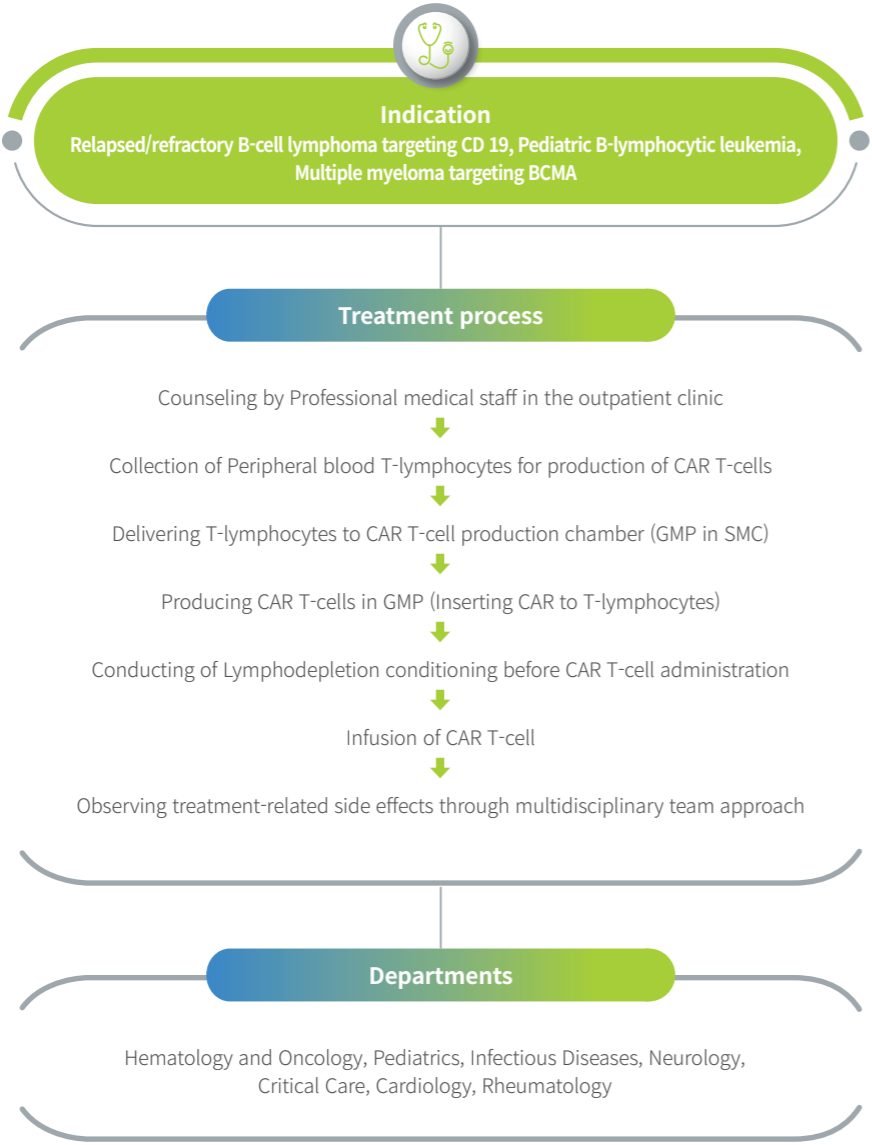 Indication
Relapsed/refractory B-cell lymphoma targeting CD 19, Pediatric B-lymphocytic leukemia,
Multiple myeloma targeting BCMA
Treatment process
Counseling by Professional medical staff in the outpatient clinic
Collection of Peripheral blood T-lymphocytes for production of CAR T-cells
Delivering T-lymphocytes to CAR T-cell production chamber (GMP in SMC)
Producing CAR T-cells in GMP (Inserting CAR to T-lymphocytes)
Conducting of Lymphodepletion conditioning before CAR T-cell administration
Infusion of CAR T-cell
Observing treatment-related side effects through multidisciplinary team approach
Departments
Hematology and Oncology, Pediatrics, Infectious Diseases, Neurology,
Critical Care, Cardiology, Rheumatology